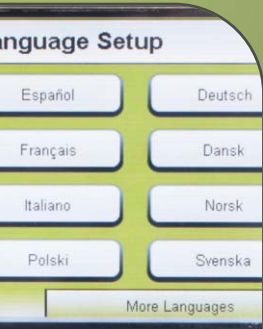 anguage Setup
Español Deutsch
Français Dansk
Italiano Norsk
Polski Svenska
More Languages